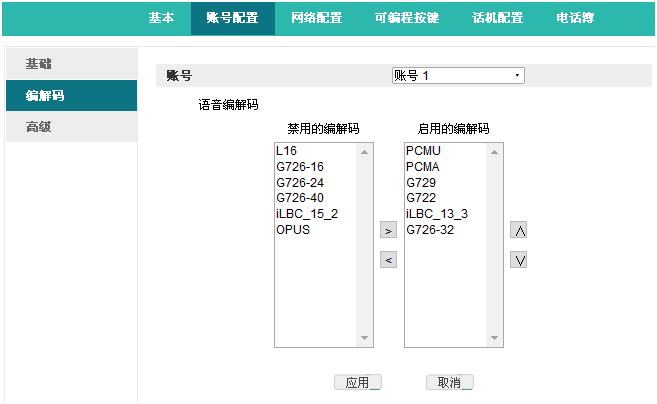 基本 账号配置 网络配置 可编程按键 话机配置 电话簿
基础
编解码
高级
账号 账号 1
语音编解码
禁用的编解码 启用的编解码
L16 PCMU
G726-16 PCMA
G726-24 G729
G726-40 G722
iLBC_15_2 iLBC_13_3
OPUS G726-32
> ∧
< ∨
应用 取消